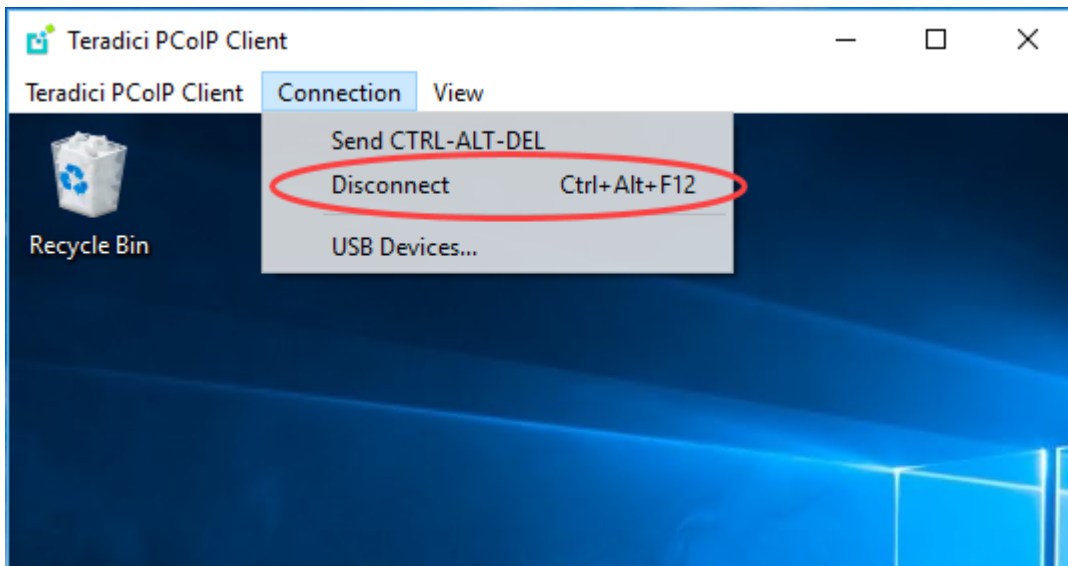 Teradici PCoIP Client
Teradici PCoIP Client Connection View
Send CTRL-ALT-DEL
Disconnect Ctrl+Alt+F12
USB Devices...
Recycle Bin